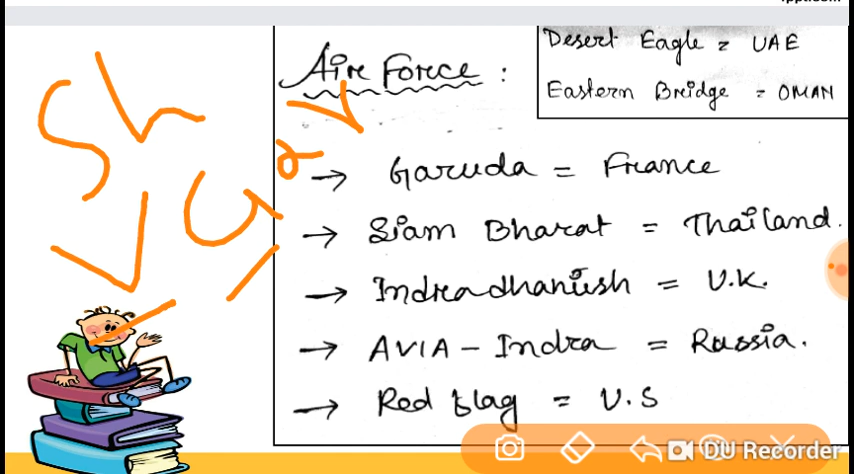 Desert Eagle = UAE
Eastern Bridge = OMAN
Air Force :
→ Garuda = France
→ Siam Bharat = Thailand.
→ Indradhanush = U.K.
→ AVIA - Indra = Russia.
→ Red flag = U.S
Sh
V G
DU Recorder